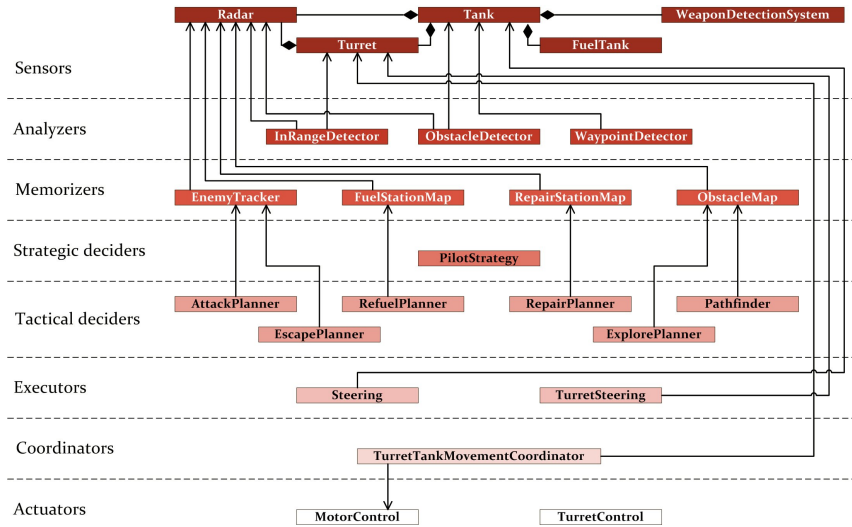 Radar
Tank
WeaponDetectionSystem
Turret
FuelTank
Sensors
Analyzers
InRangeDetector
ObstacleDetector
WaypointDetector
Memorizers
EnemyTracker
FuelStationMap
RepairStationMap
ObstacleMap
Strategic deciders
PilotStrategy
Tactical deciders
AttackPlanner
RefuelPlanner
RepairPlanner
Pathfinder
EscapePlanner
ExplorePlanner
Executors
Steering
TurretSteering
Coordinators
TurretTankMovementCoordinator
Actuators
MotorControl
TurretControl